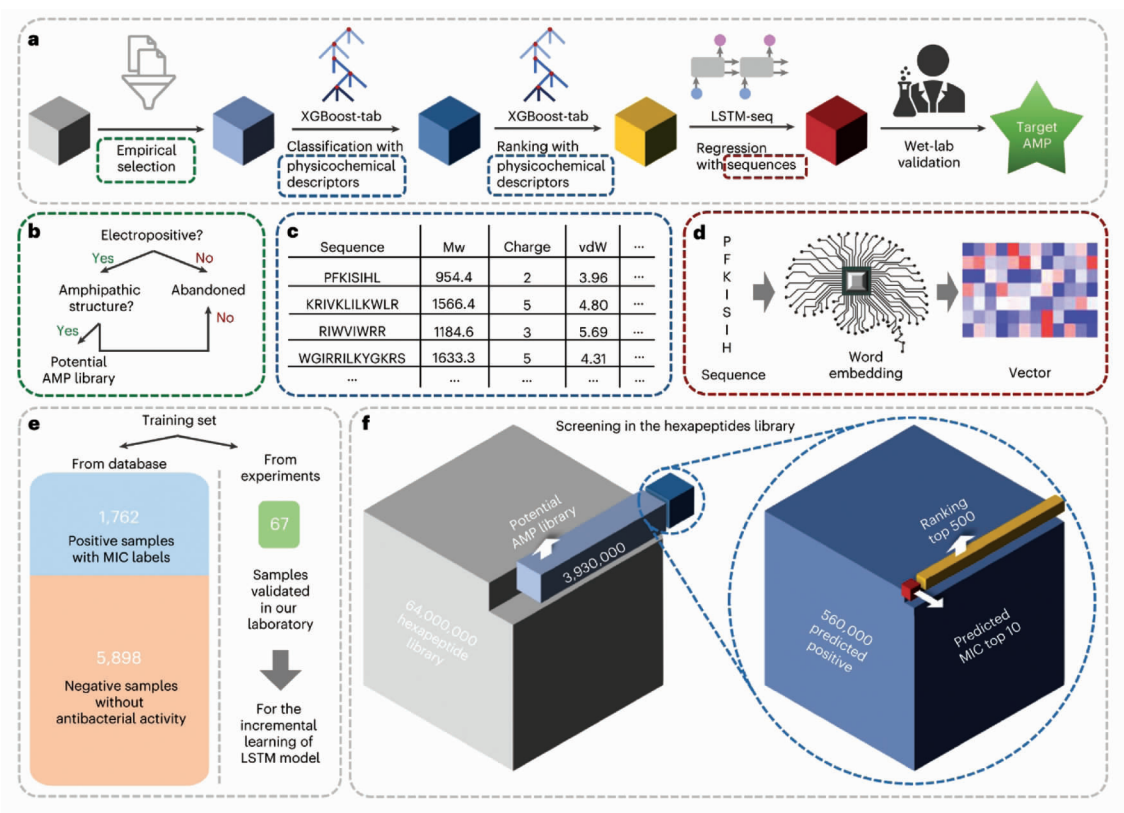 a
XGBoost-tab
XGBoost-tab
LSTM-seq
Empirical
selection
Classification with
physicochemical
descriptors
Ranking with
physicochemical
descriptors
Regression
with sequences
Wet-lab
validation
Target
AMP
b
Electropositive?
Yes
No
Amphipathic
structure?
Abandoned
Yes
No
Potential
AMP library
c
Sequence Mw Charge vdW ...
PFKISIHL 954.4 2 3.96 ...
KRIVKLILKWLR 1566.4 5 4.80 ...
RIWVIWRR 1184.6 3 5.69 ...
WGIRRILKYGKRS 1633.3 5 4.31 ...
... ... ... ... ...
d
P
F
K
I
S
I
H
Sequence
Word
embedding
Vector
e
Training set
From database
1,762
Positive samples
with MIC labels
5,898
Negative samples
without
antibacterial activity
From
experiments
67
Samples
validated
in our
laboratory
For the
incremental
learning of
LSTM model
f
Screening in the hexapeptides library
Potential
AMP library
3,930,000
64,000,000
hexapeptide
library
Ranking
top 500
560,000
predicted
positive
Predicted
MIC top 10